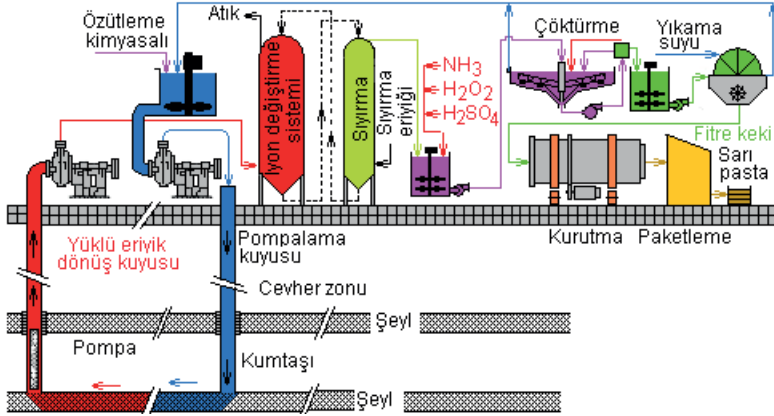 Özütleme
kimyasalı
Atık
İyon değiştirme
sistemi
Sıyırma
Sıyırma
eriyiği
NH3
H2O2
H2SO4
Çöktürme
Yıkama
suyu
Fitre keki
Sarı
pasta
Kurutma
Paketleme
Yüklü eriyik
dönüş kuyusu
Pompalama
kuyusu
Cevher zonu
Şeyl
Pompa
Kumtaşı
Şeyl